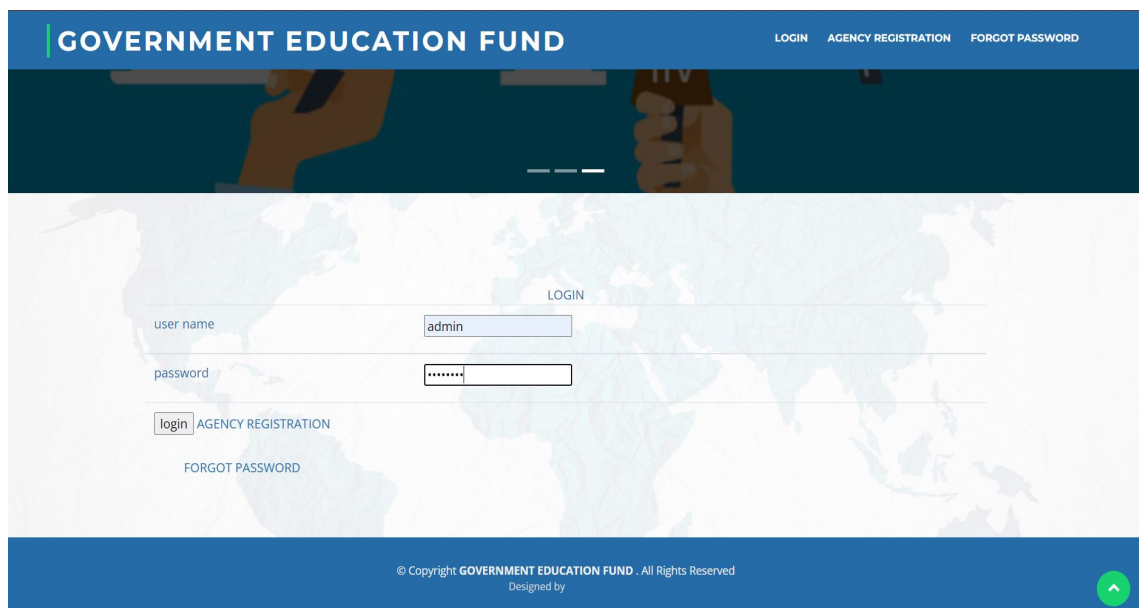 GOVERNMENT EDUCATION FUND
LOGIN AGENCY REGISTRATION FORGOT PASSWORD
LOGIN
user name admin
password ••••••••
login AGENCY REGISTRATION
FORGOT PASSWORD
© Copyright GOVERNMENT EDUCATION FUND . All Rights Reserved
Designed by